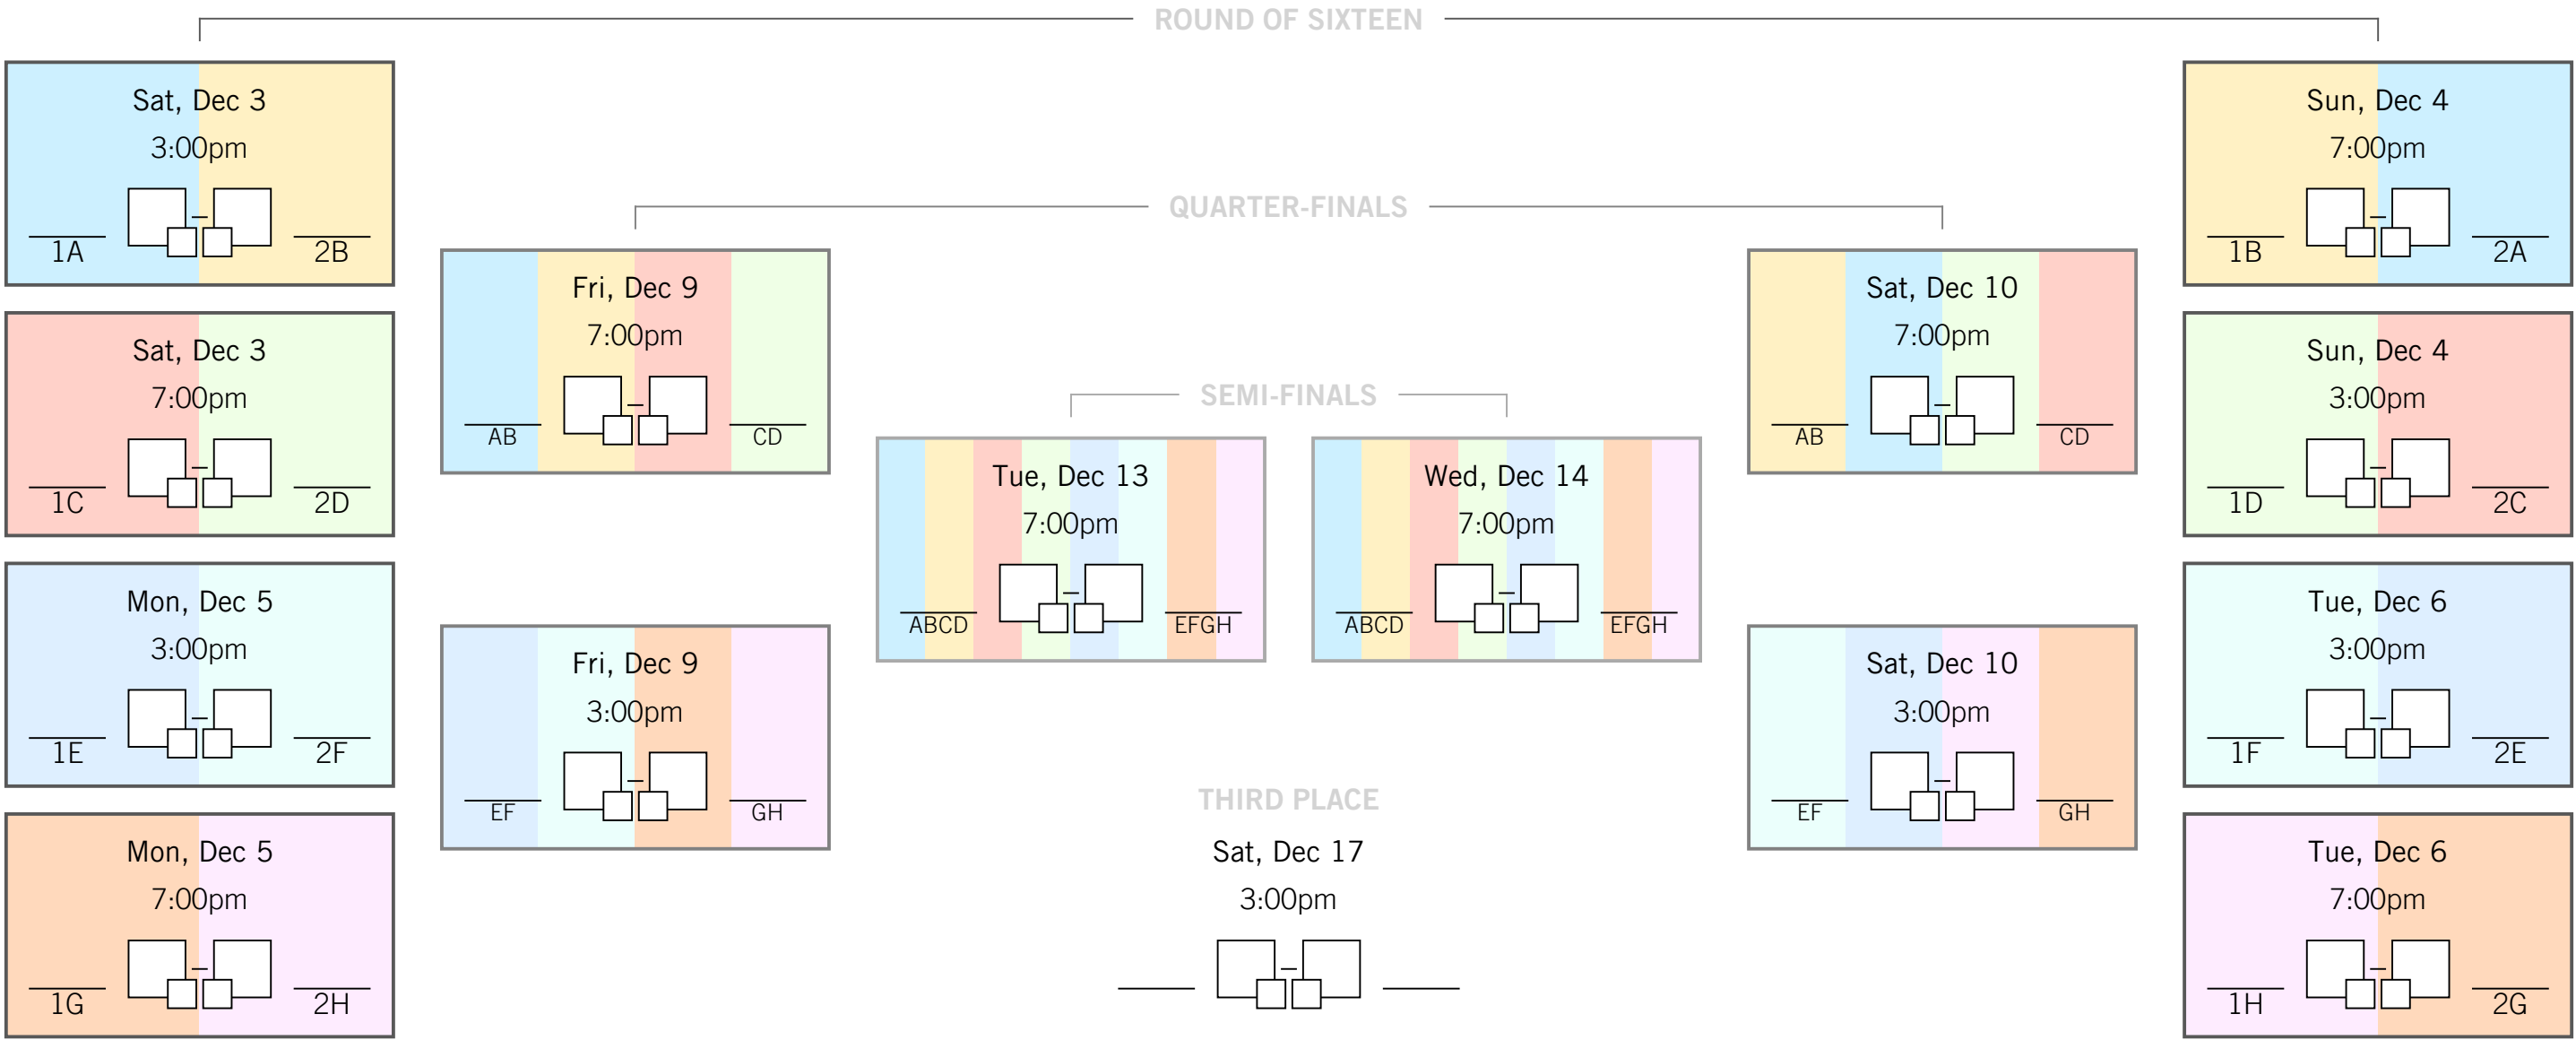 ROUND OF SIXTEEN
Sat, Dec 3
3:00pm
1A
2B
Sat, Dec 3
7:00pm
1C
2D
Mon, Dec 5
3:00pm
1E
2F
Mon, Dec 5
7:00pm
1G
2H
QUARTER-FINALS
Fri, Dec 9
7:00pm
AB
CD
Fri, Dec 9
3:00pm
EF
GH
SEMI-FINALS
Tue, Dec 13
7:00pm
ABCD
EFGH
Wed, Dec 14
7:00pm
ABCD
EFGH
THIRD PLACE
Sat, Dec 17
3:00pm
Sat, Dec 10
7:00pm
AB
CD
Sat, Dec 10
3:00pm
EF
GH
Sun, Dec 4
7:00pm
1B
2A
Sun, Dec 4
3:00pm
1D
2C
Tue, Dec 6
3:00pm
1F
2E
Tue, Dec 6
7:00pm
1H
2G